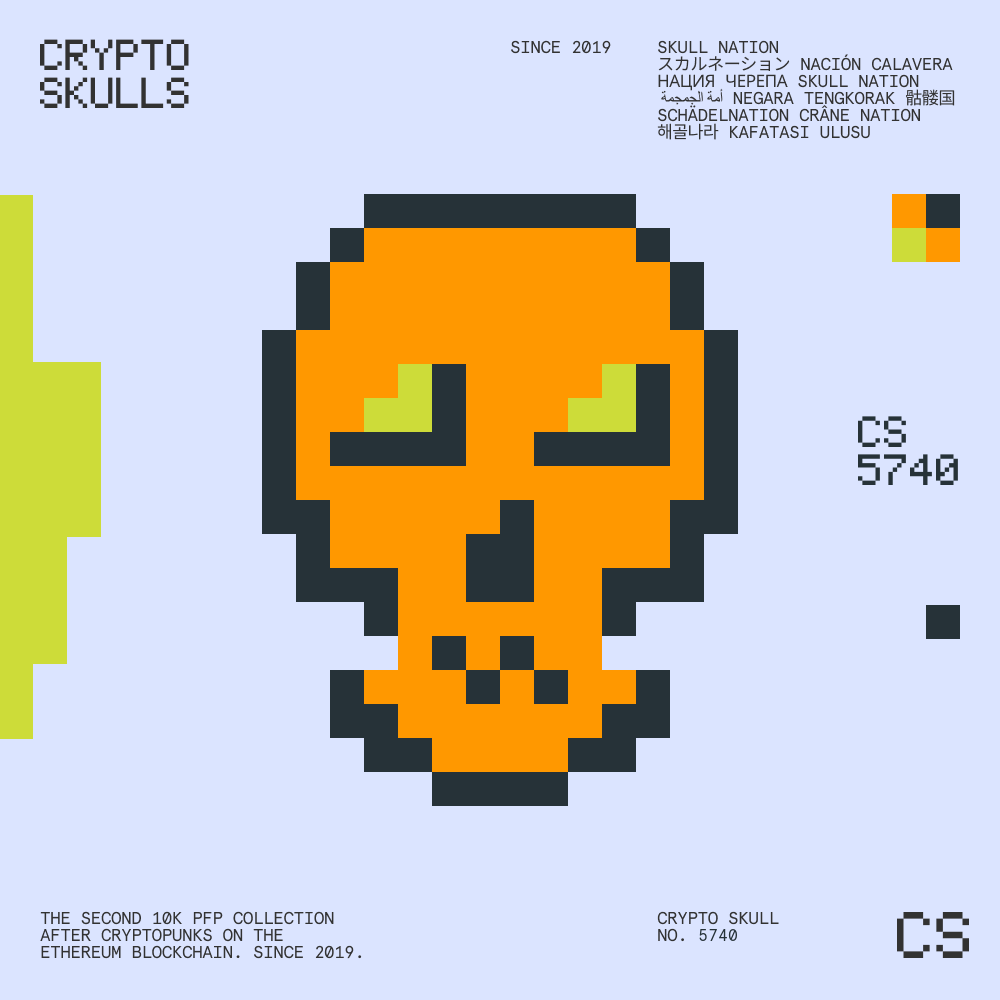 CRYPTO
SKULLS
SINCE 2019
SKULL NATION
スカルネーション NACIÓN CALAVERA
НАЦИЯ ЧЕРЕПА SKULL NATION
أمة الجمجمة NEGARA TENGKORAK 骷髅国
SCHÄDELNATION CRÂNE NATION
해골나라 KAFATASI ULUSU
CS
5740
THE SECOND 10K PFP COLLECTION
AFTER CRYPTOPUNKS ON THE
ETHEREUM BLOCKCHAIN. SINCE 2019.
CRYPTO SKULL
NO. 5740
CS